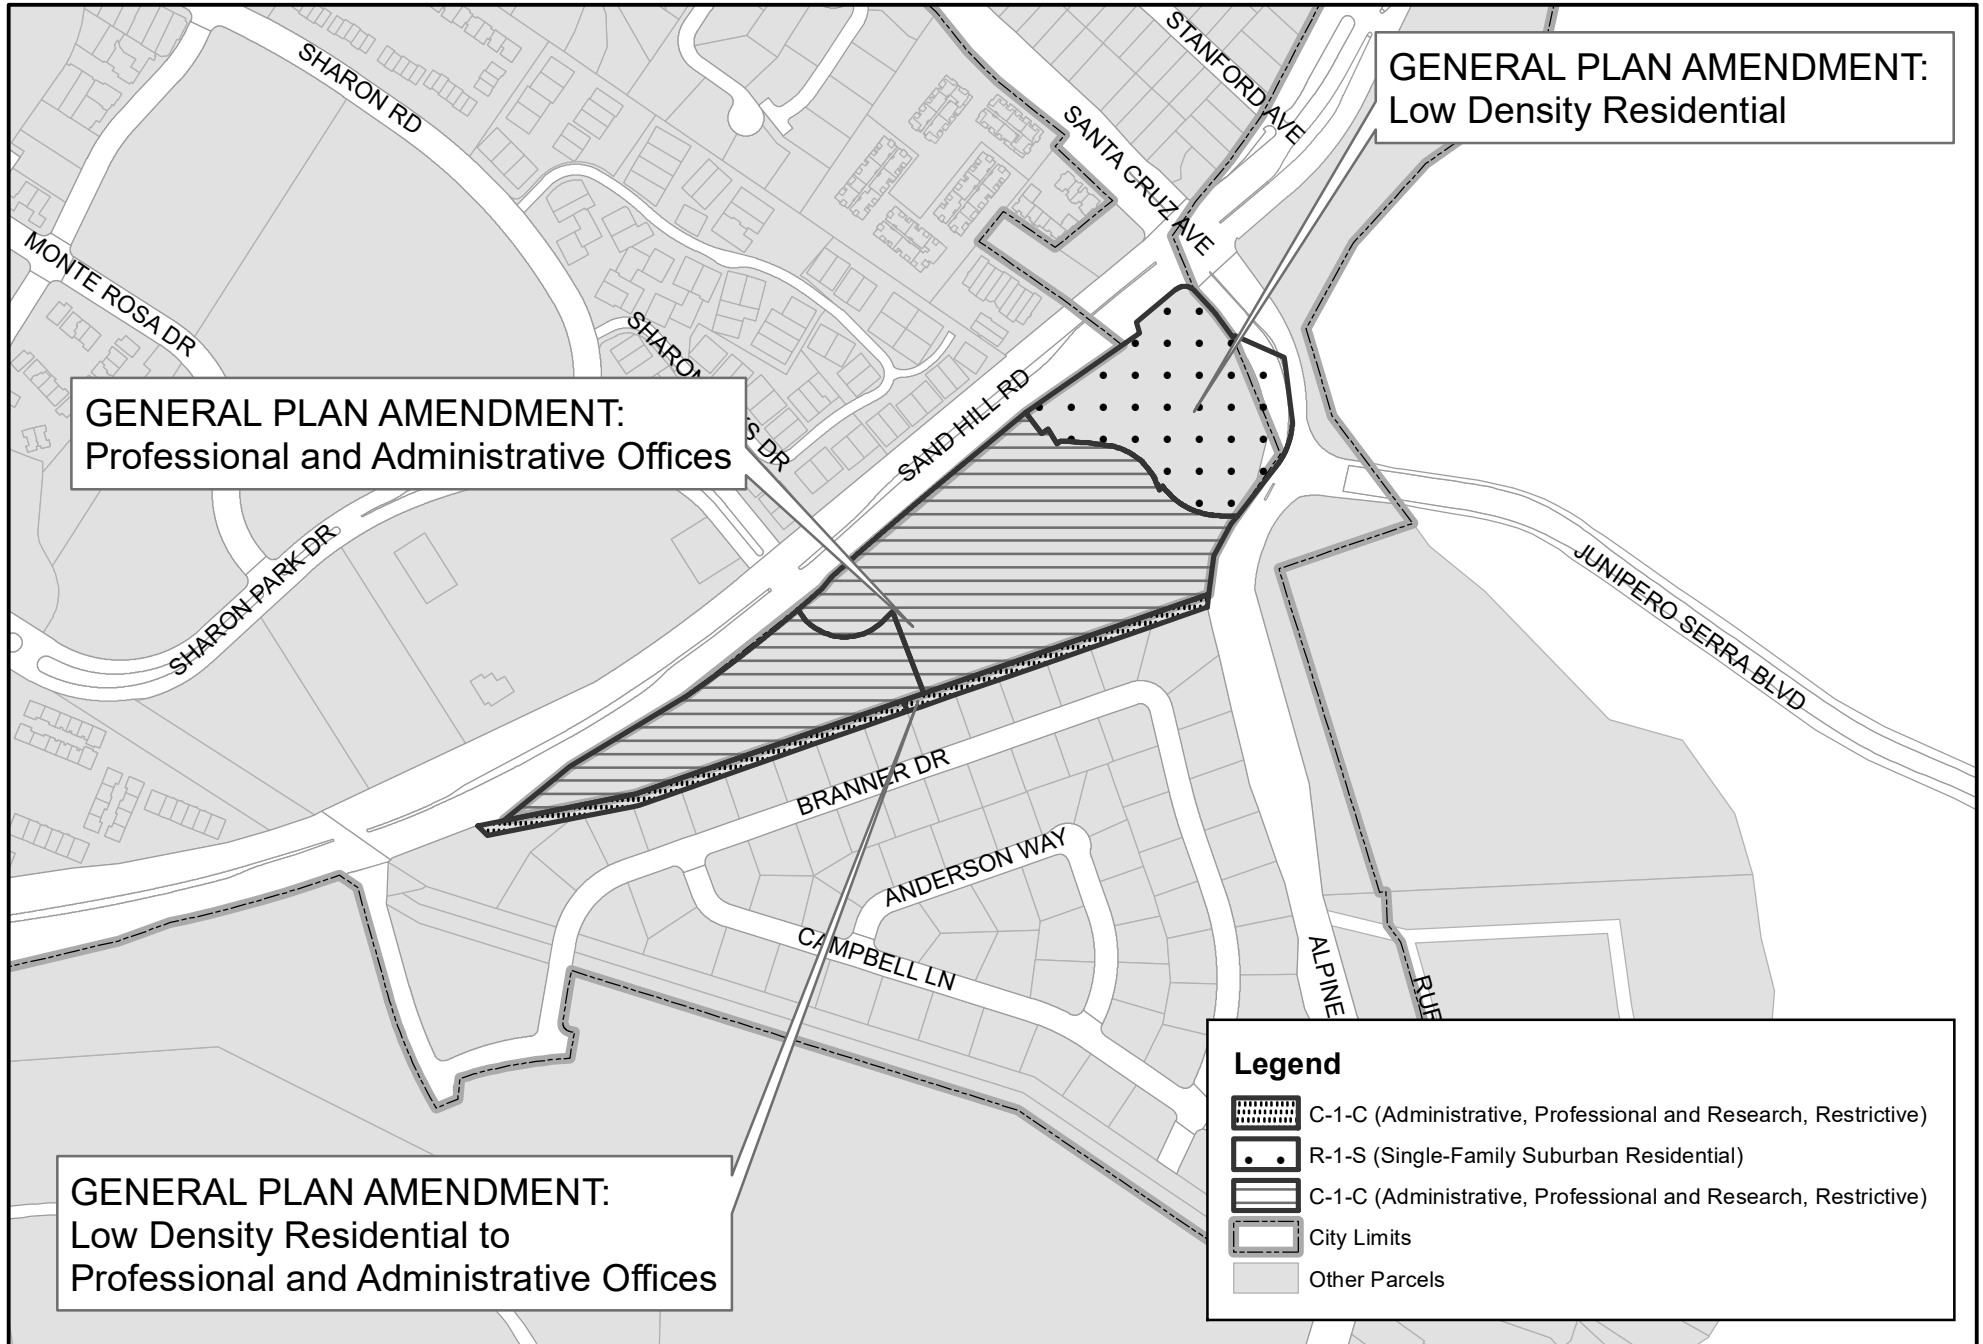 SHARON RD
STANFORD AVE
GENERAL PLAN AMENDMENT:
Low Density Residential
SANTA CRUZ AVE
MONTE ROSA DR
SHARON
DR
GENERAL PLAN AMENDMENT:
Professional and Administrative Offices
SAND HILL RD
SHARON PARK DR
JUNIPERO SERRA BLVD
BRANNER DR
ANDERSON WAY
CAMPBELL LN
ALPINE
GENERAL PLAN AMENDMENT:
Low Density Residential to
Professional and Administrative Offices
Legend
C-1-C (Administrative, Professional and Research, Restrictive)
R-1-S (Single-Family Suburban Residential)
C-1-C (Administrative, Professional and Research, Restrictive)
City Limits
Other Parcels